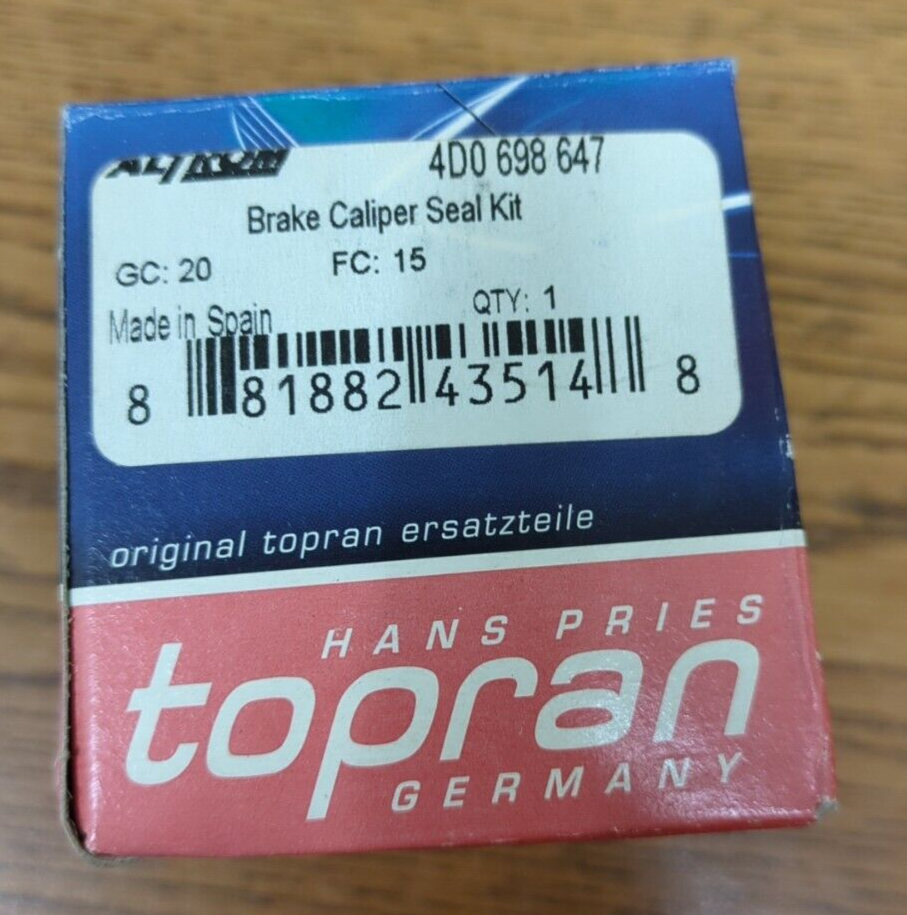 ALTROM
4D0 698 647
Brake Caliper Seal Kit
GC: 20 FC: 15
Made in Spain QTY: 1
8 81882 43514 8
original topran ersatzteile
HANS PRIES
topran
GERMANY